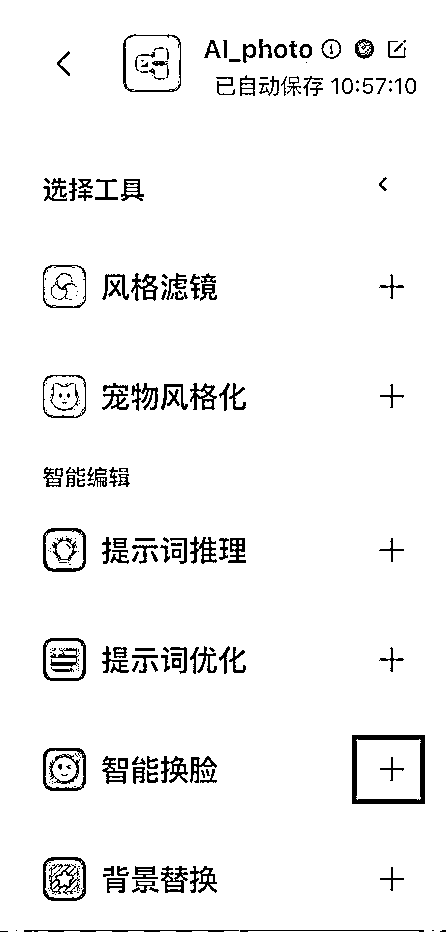 AI_photo
已自动保存 10:57:10
选择工具
风格滤镜
宠物风格化
智能编辑
提示词推理
提示词优化
智能换脸
背景替换